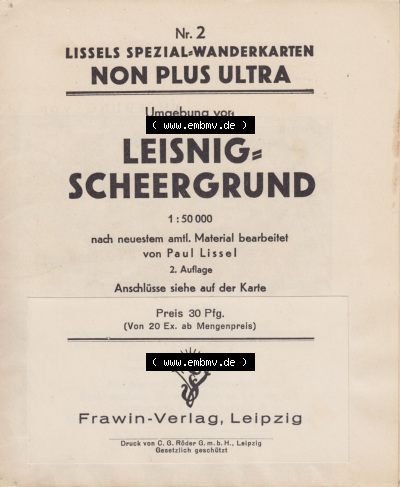 Nr. 2
LISSELS SPEZIAL=WANDERKARTEN
NON PLUS ULTRA
Umgebung von
( www.embmv.de )
LEISNIG=
SCHEERGRUND
1 : 50 000
nach neuestem amtl. Material bearbeitet
von Paul Lissel
2. Auflage
Anschlüsse siehe auf der Karte
Preis 30 Pfg.
(Von 20 Ex. ab Mengenpreis)
( www.embmv.de )
Frawin-Verlag, Leipzig
Druck von C. G. Röder G. m. b. H., Leipzig
Gesetzlich geschützt